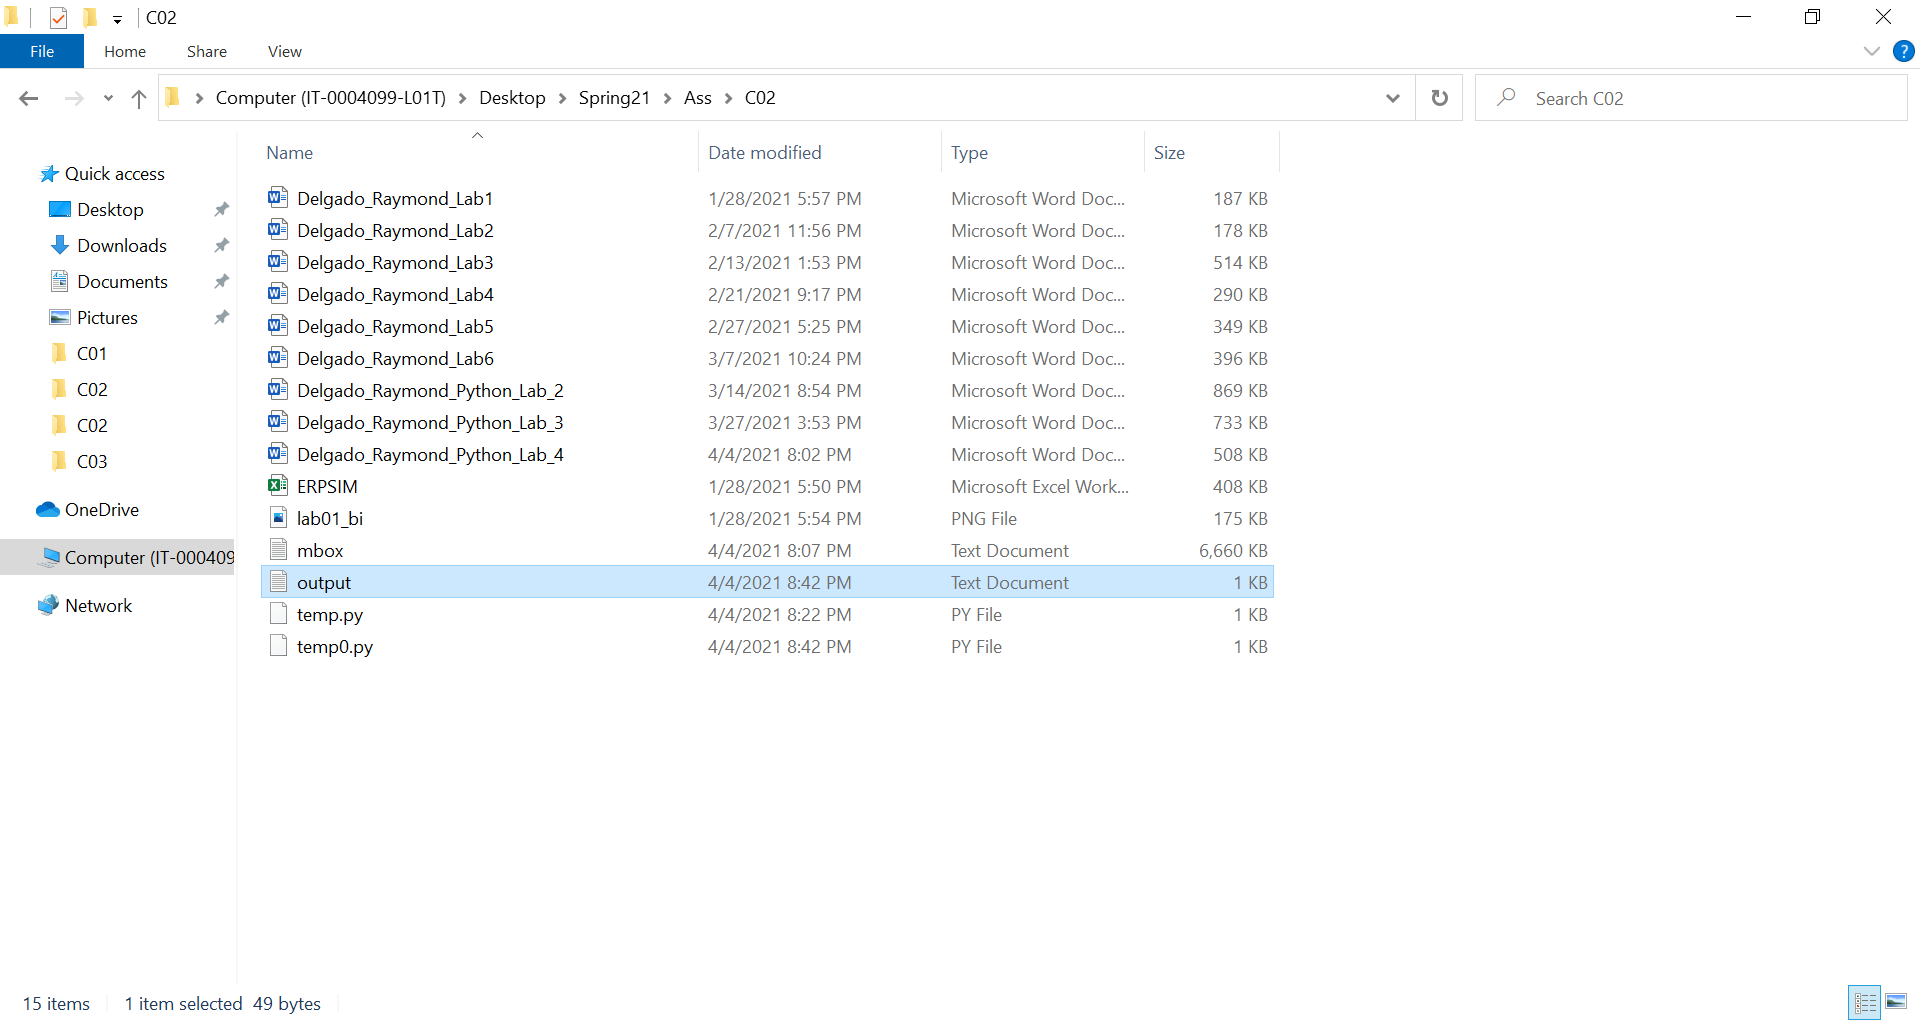 C02
File Home Share View
?
Computer (IT-0004099-L01T) Desktop Spring21 Ass C02
Search C02
Name Date modified Type Size
Quick access
Desktop
Downloads
Documents
Pictures
C01
C02
C02
C03
OneDrive
Computer (IT-000409
Network
Delgado_Raymond_Lab1 1/28/2021 5:57 PM Microsoft Word Doc... 187 KB
Delgado_Raymond_Lab2 2/7/2021 11:56 PM Microsoft Word Doc... 178 KB
Delgado_Raymond_Lab3 2/13/2021 1:53 PM Microsoft Word Doc... 514 KB
Delgado_Raymond_Lab4 2/21/2021 9:17 PM Microsoft Word Doc... 290 KB
Delgado_Raymond_Lab5 2/27/2021 5:25 PM Microsoft Word Doc... 349 KB
Delgado_Raymond_Lab6 3/7/2021 10:24 PM Microsoft Word Doc... 396 KB
Delgado_Raymond_Python_Lab_2 3/14/2021 8:54 PM Microsoft Word Doc... 869 KB
Delgado_Raymond_Python_Lab_3 3/27/2021 3:53 PM Microsoft Word Doc... 733 KB
Delgado_Raymond_Python_Lab_4 4/4/2021 8:02 PM Microsoft Word Doc... 508 KB
ERPSIM 1/28/2021 5:50 PM Microsoft Excel Work... 408 KB
lab01_bi 1/28/2021 5:54 PM PNG File 175 KB
mbox 4/4/2021 8:07 PM Text Document 6,660 KB
output 4/4/2021 8:42 PM Text Document 1 KB
temp.py 4/4/2021 8:22 PM PY File 1 KB
temp0.py 4/4/2021 8:42 PM PY File 1 KB
15 items 1 item selected 49 bytes